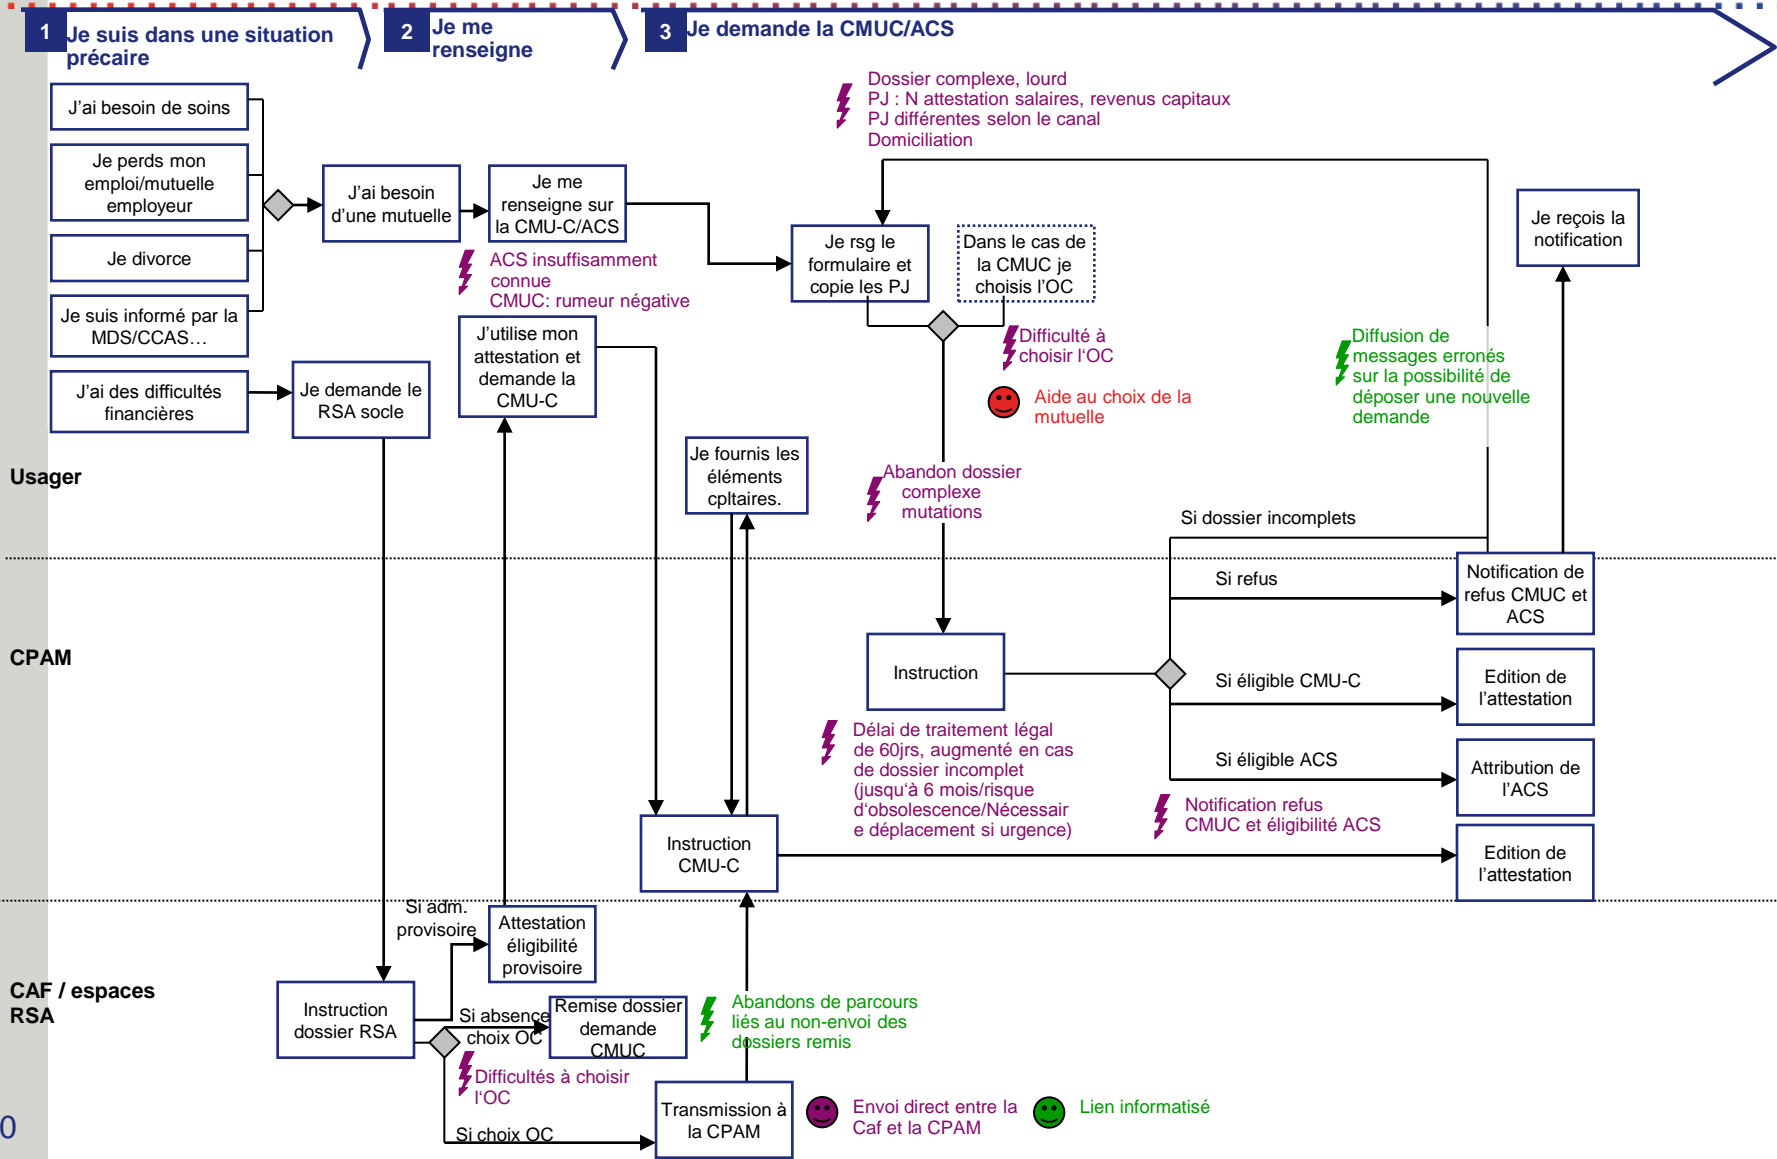 1
Je suis dans une situation
précaire
2
Je me
renseigne
3
Je demande la CMUC/ACS
J'ai besoin de soins
Je perds mon
emploi/mutuelle
employeur
Je divorce
Je suis informé par la
MDS/CCAS…
J'ai des difficultés
financières
J'ai besoin
d'une mutuelle
Je me
renseigne sur
la CMU-C/ACS
ACS insuffisamment
connue
CMUC: rumeur négative
Je demande le
RSA socle
J'utilise mon
attestation et
demande la
CMU-C
Dossier complexe, lourd
PJ : N attestation salaires, revenus capitaux
PJ différentes selon le canal
Domiciliation
Je rsg le
formulaire et
copie les PJ
Dans le cas de
la CMUC je
choisis l'OC
Je reçois la
notification
Difficulté à
choisir l'OC
Aide au choix de la
mutuelle
Diffusion de
messages erronés
sur la possibilité de
déposer une nouvelle
demande
Je fournis les
éléments
cpltaires.
Abandon dossier
complexe
mutations
Usager
Si dossier incomplets
CPAM
Si refus
Notification de
refus CMUC et
ACS
Instruction
Si éligible CMU-C
Edition de
l'attestation
Délai de traitement légal
de 60jrs, augmenté en cas
de dossier incomplet
(jusqu'à 6 mois/risque
d'obsolescence/Nécessair
e déplacement si urgence)
Si éligible ACS
Attribution de
l'ACS
Notification refus
CMUC et éligibilité ACS
Instruction
CMU-C
Edition de
l'attestation
CAF / espaces
RSA
Si adm.
provisoire
Attestation
éligibilité
provisoire
Instruction
dossier RSA
Si absence
choix OC
Remise dossier
demande
CMUC
Abandons de parcours
liés au non-envoi des
dossiers remis
Difficultés à choisir
l'OC
Si choix OC
Transmission à
la CPAM
Envoi direct entre la
Caf et la CPAM
Lien informatisé
0